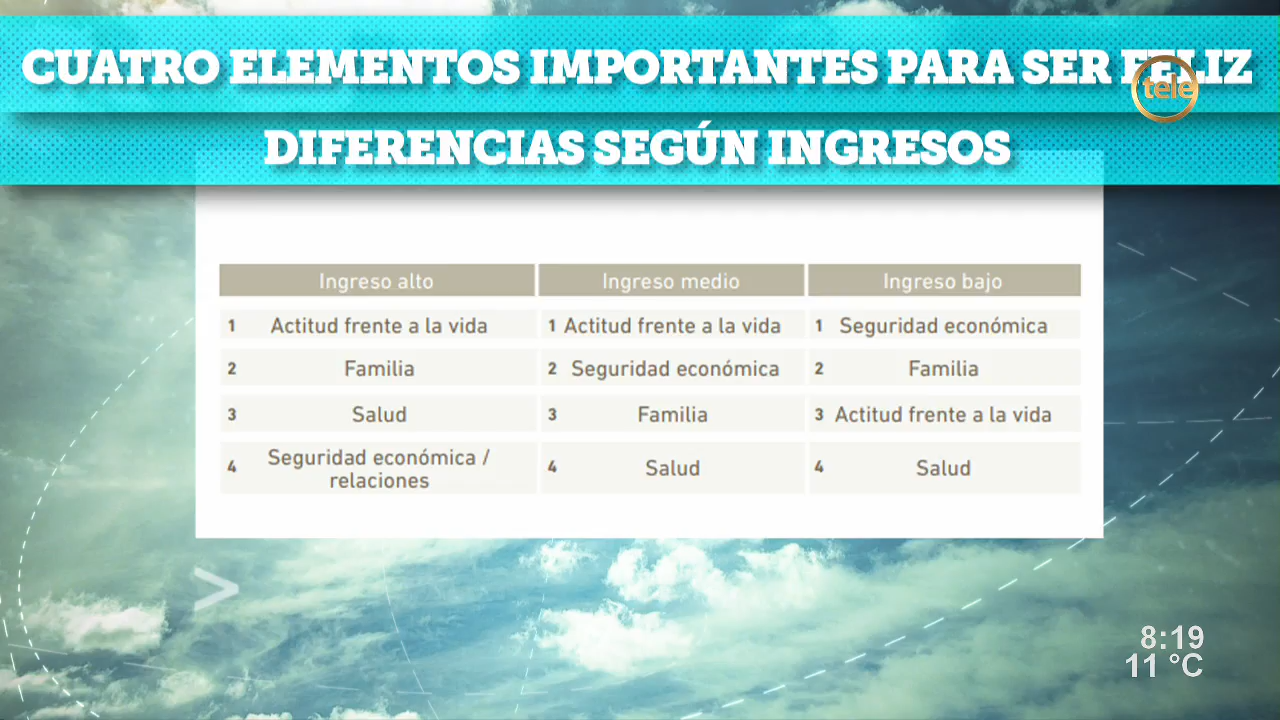 CUATRO ELEMENTOS IMPORTANTES PARA SER FELIZ
tele
DIFERENCIAS SEGÚN INGRESOS
Ingreso alto Ingreso medio Ingreso bajo
1 Actitud frente a la vida 1 Actitud frente a la vida 1 Seguridad económica
2 Familia 2 Seguridad económica 2 Familia
3 Salud 3 Familia 3 Actitud frente a la vida
4 Seguridad económica / relaciones 4 Salud 4 Salud
8:19
11 °C